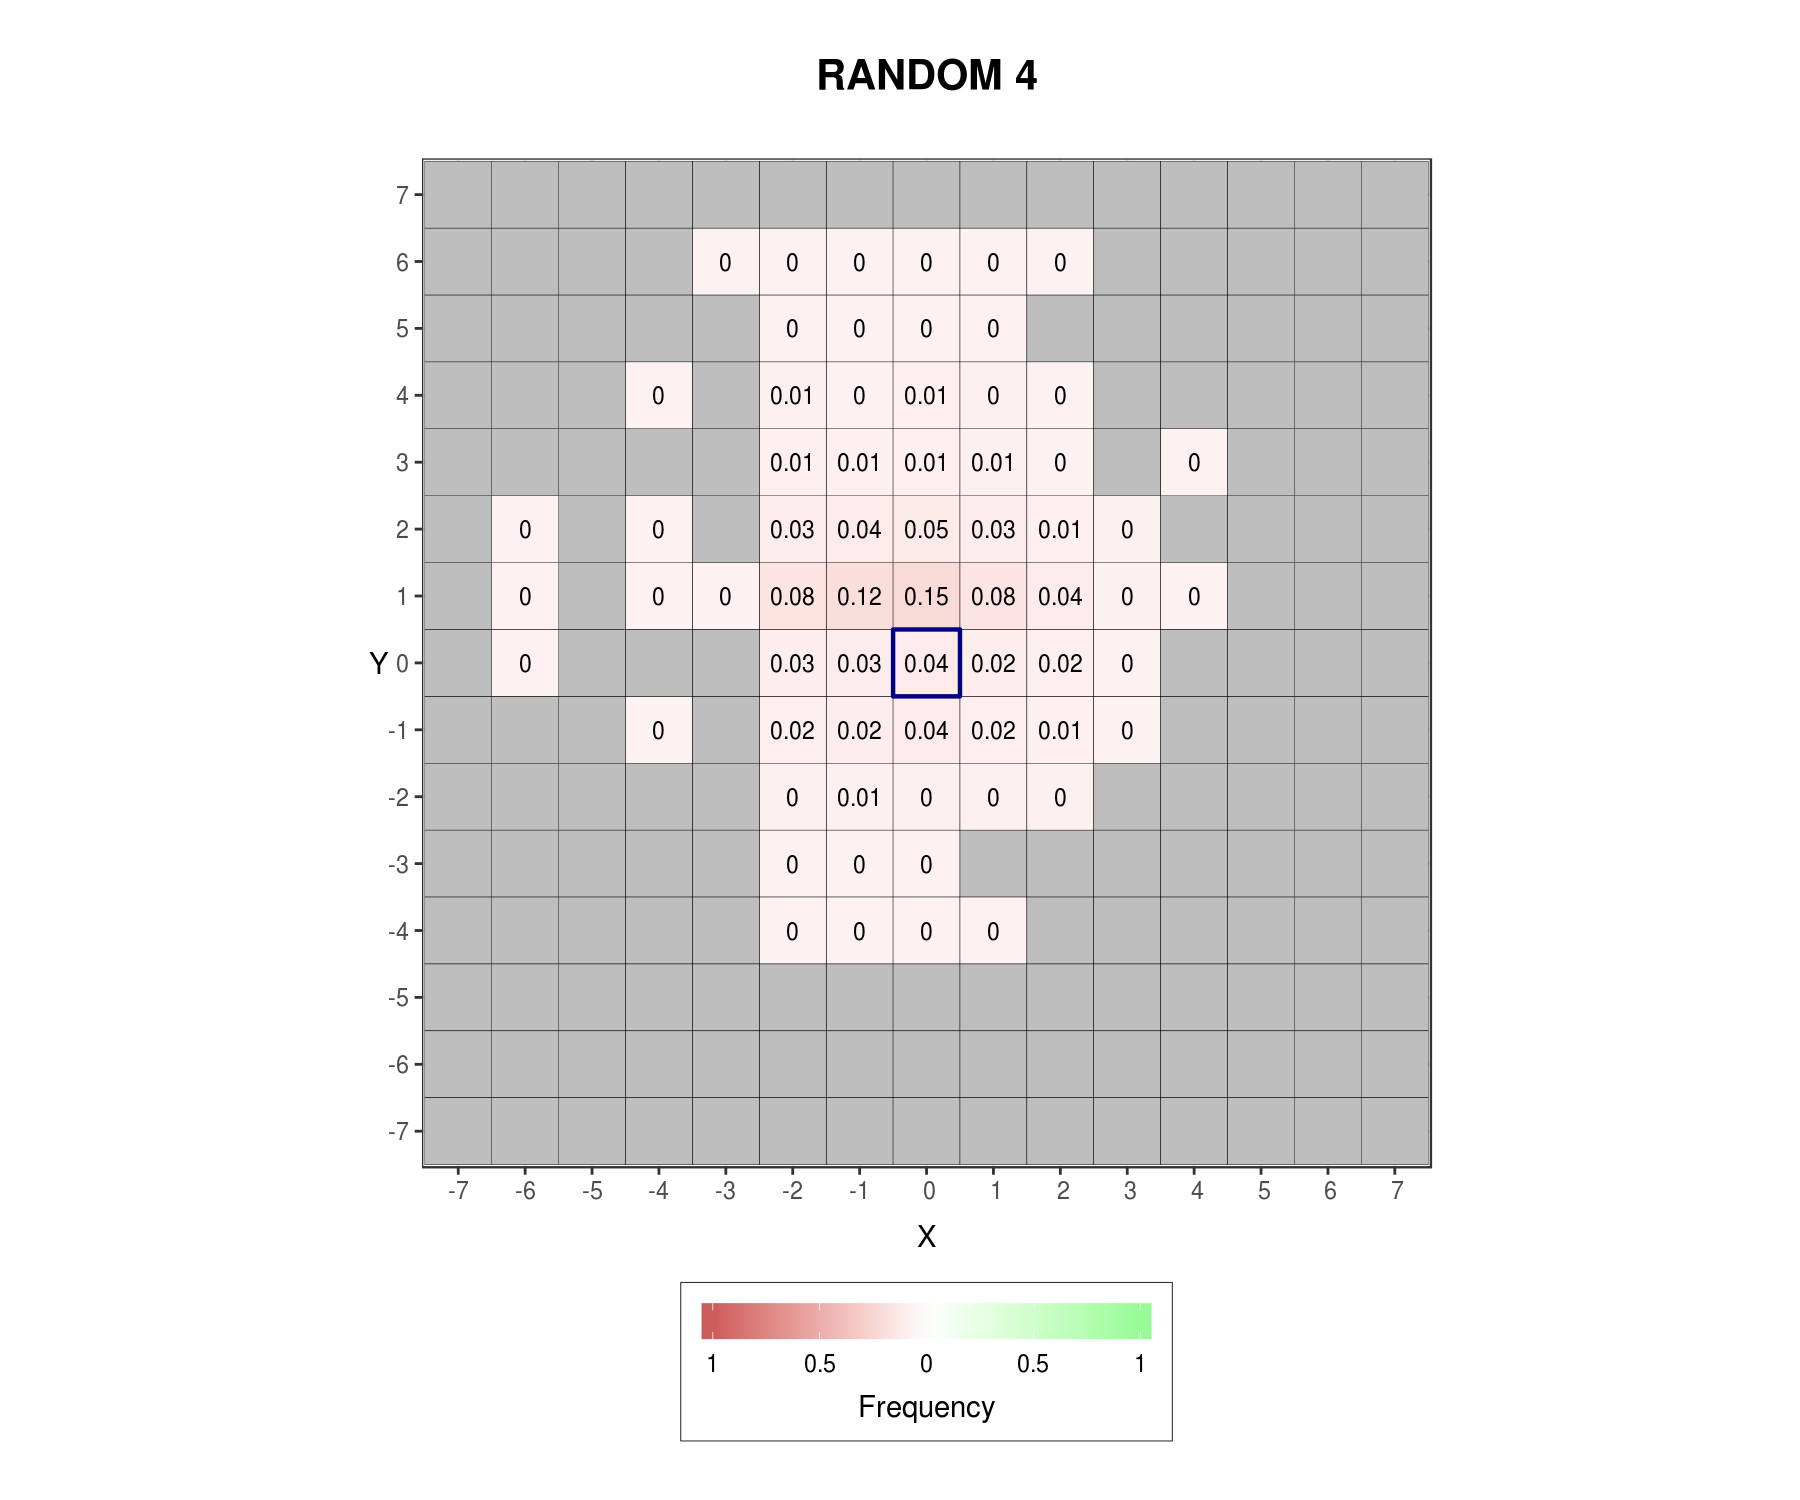 RANDOM 4
7
6 0 0 0 0 0 0
5 0 0 0 0
4 0 0.01 0 0.01 0 0
3 0.01 0.01 0.01 0.01 0 0
2 0 0 0.03 0.04 0.05 0.03 0.01 0
1 0 0 0 0.08 0.12 0.15 0.08 0.04 0 0
Y 0 0 0.03 0.03 0.04 0.02 0.02 0
-1 0 0.02 0.02 0.04 0.02 0.01 0
-2 0 0.01 0 0 0
-3 0 0 0
-4 0 0 0 0
-5
-6
-7
-7 -6 -5 -4 -3 -2 -1 0 1 2 3 4 5 6 7
X
1 0.5 0 0.5 1
Frequency